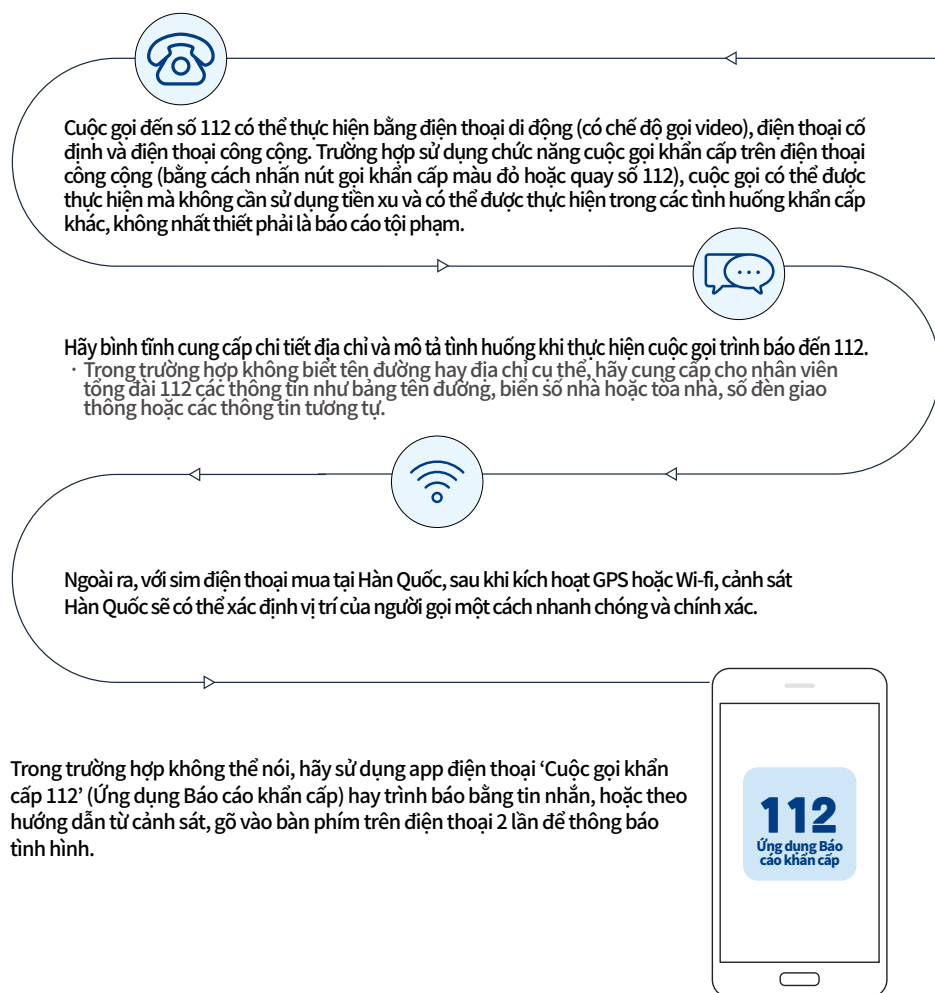 Cuộc gọi đến số 112 có thể thực hiện bằng điện thoại di động (có chế độ gọi video), điện thoại cố
định và điện thoại công cộng. Trường hợp sử dụng chức năng cuộc gọi khẩn cấp trên điện thoại
công cộng (bằng cách nhấn nút gọi khẩn cấp màu đỏ hoặc quay số 112), cuộc gọi có thể được
thực hiện mà không cần sử dụng tiền xu và có thể được thực hiện trong các tình huống khẩn cấp
khác, không nhất thiết phải là báo cáo tội phạm.
Hãy bình tĩnh cung cấp chi tiết địa chỉ và mô tả tình huống khi thực hiện cuộc gọi trình báo đến 112.
· Trong trường hợp không biết tên đường hay địa chỉ cụ thể, hãy cung cấp cho nhân viên
tổng đài 112 các thông tin như bảng tên đường, biển số nhà hoặc tòa nhà, số đèn giao
thông hoặc các thông tin tương tự.
Ngoài ra, với sim điện thoại mua tại Hàn Quốc, sau khi kích hoạt GPS hoặc Wi-fi, cảnh sát
Hàn Quốc sẽ có thể xác định vị trí của người gọi một cách nhanh chóng và chính xác.
Trong trường hợp không thể nói, hãy sử dụng app điện thoại ‘Cuộc gọi khẩn
cấp 112’ (Ứng dụng Báo cáo khẩn cấp) hay trình báo bằng tin nhắn, hoặc theo
hướng dẫn từ cảnh sát, gõ vào bàn phím trên điện thoại 2 lần để thông báo
tình hình.
112
Ứng dụng Báo
cáo khẩn cấp